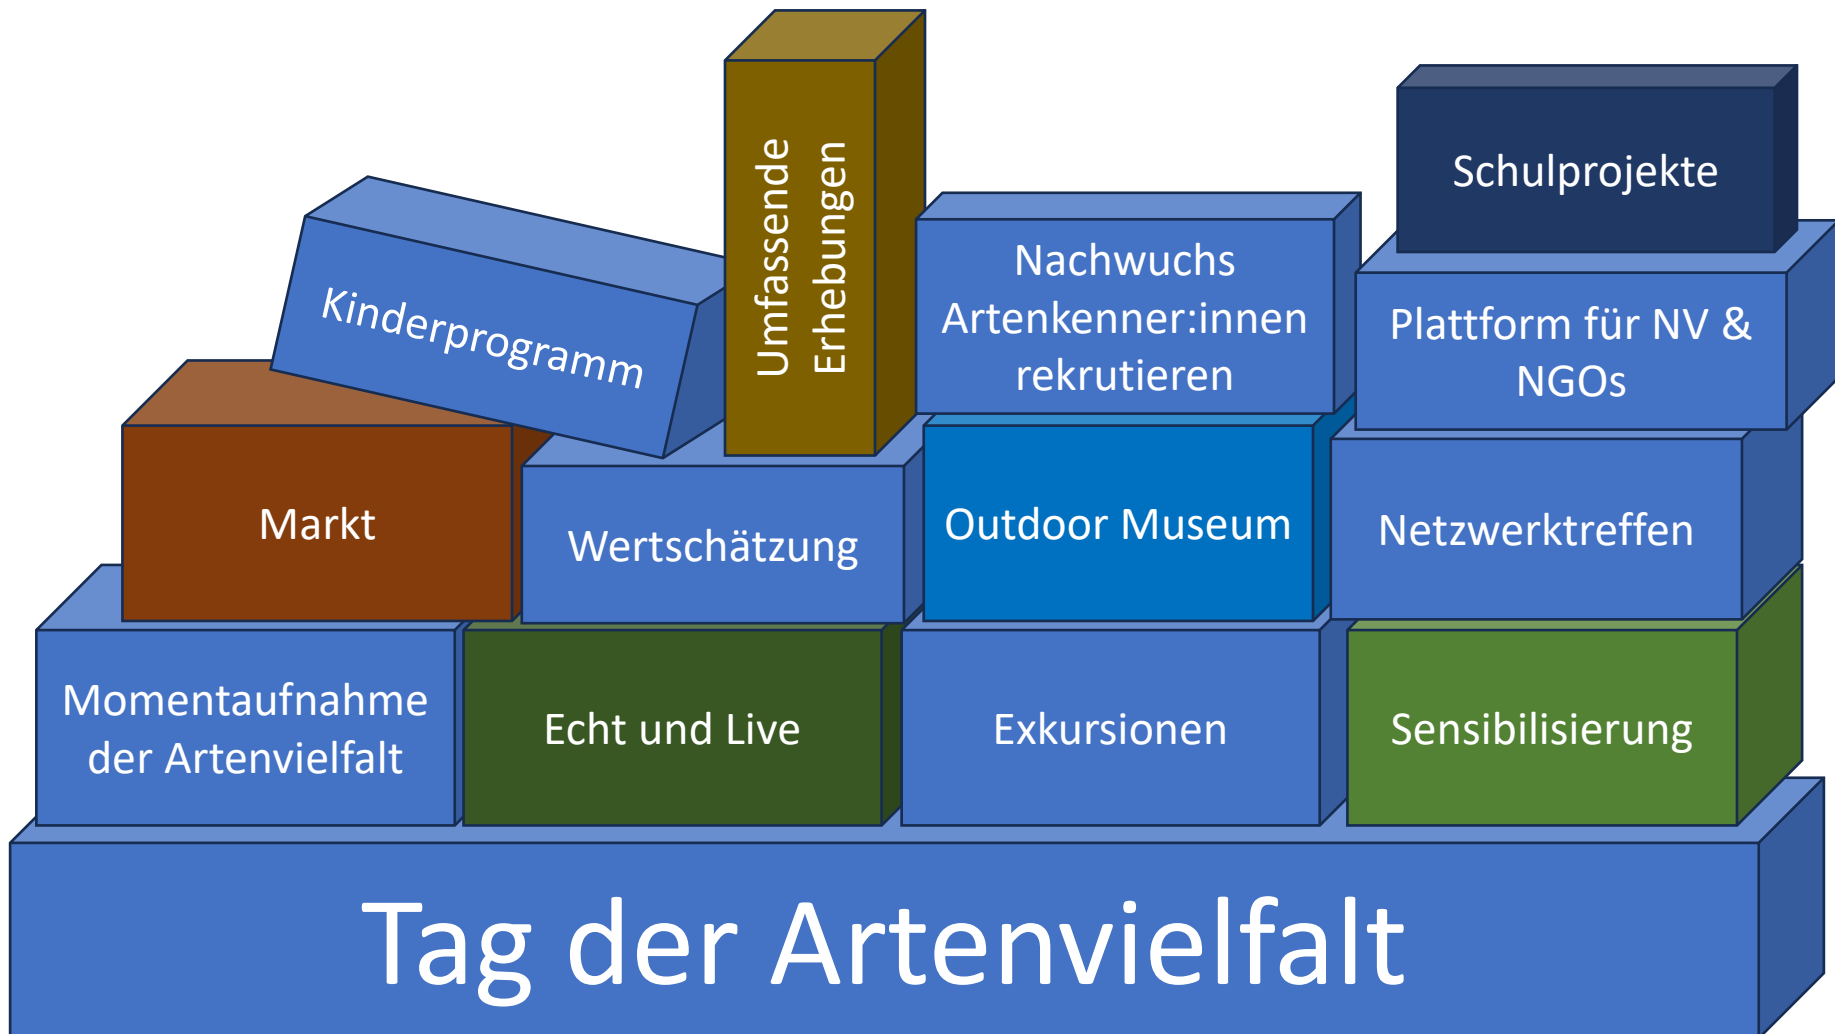 Umfassende
Erhebungen
Schulprojekte
Kinderprogramm
Nachwuchs
Artenkenner:innen
rekrutieren
Plattform für NV &
NGOs
Markt
Wertschätzung
Outdoor Museum
Netzwerktreffen
Momentaufnahme
der Artenvielfalt
Echt und Live
Exkursionen
Sensibilisierung
Tag der Artenvielfalt